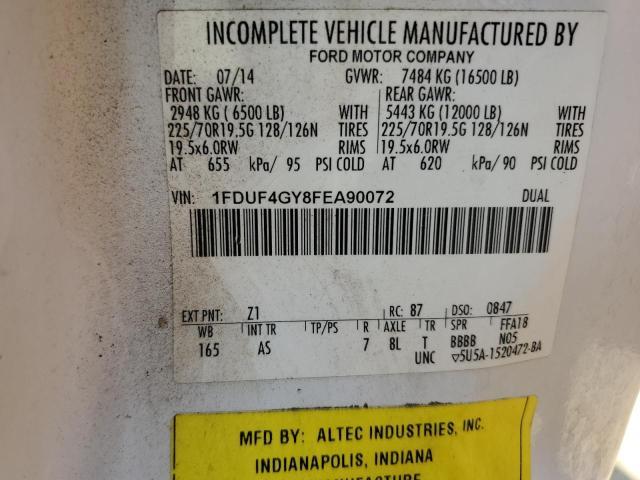 INCOMPLETE VEHICLE MANUFACTURED BY
FORD MOTOR COMPANY
DATE: 07/14 GVWR: 7484 KG (16500 LB)
FRONT GAWR: REAR GAWR:
2948 KG ( 6500 LB) WITH 5443 KG (12000 LB) WITH
225/70R19.5G 128/126N TIRES 225/70R19.5G 128/126N TIRES
19.5x6.0RW RIMS 19.5x6.0RW RIMS
AT 655 kPa/ 95 PSI COLD AT 620 kPa/ 90 PSI COLD
VIN: 1FDUF4GY8FEA90072 DUAL
EXT PNT: Z1 RC: 87 DSO: 0847
WB INT TR TP/PS R AXLE TR SPR FFA18
165 AS 7 8L T BBBB N05
UNC ▽5U5A-1520472-BA
MFD BY: ALTEC INDUSTRIES, INC.
INDIANAPOLIS, INDIANA